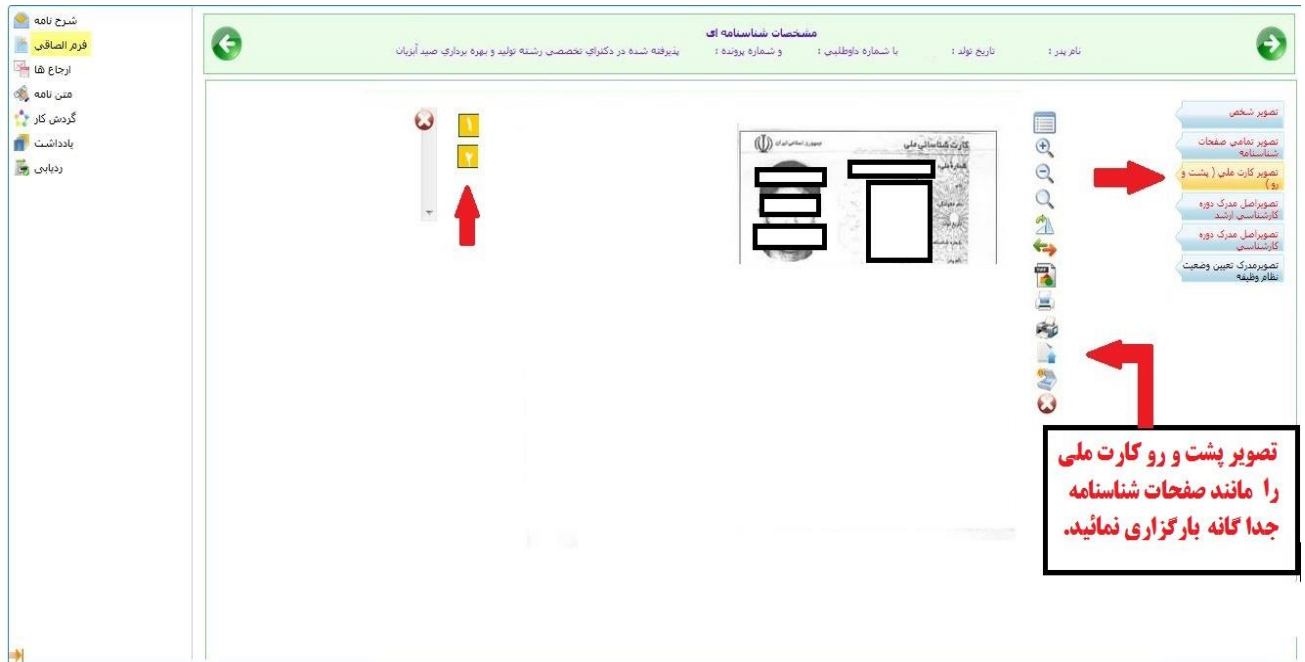 شرح نامه
فرم الصاقی
ارجاع ها
متن نامه
گردش کار
یادداشت
ردیابی
مشخصات شناسنامه ای
نام پدر : تاریخ تولد : با شماره داوطلبی : و شماره پرونده : پذیرفته شده در دکترای تخصصی رشته تولید و بهره برداری صید آبزیان
تصویر شخص
تصویر تمامی صفحات
شناسنامه
تصویر کارت ملی ( پشت و
رو )
تصویراصل مدرک دوره
کارشناسی ارشد
تصویراصل مدرک دوره
کارشناسی
تصویرمدرک تعیین وضعیت
نظام وظیفه
۱
۲
جمهوری اسلامی ایران
کارت شناسائی ملی
شماره ملی
تصویر پشت و رو کارت ملی
را مانند صفحات شناسنامه
جدا گانه بارگزاری نمائید.